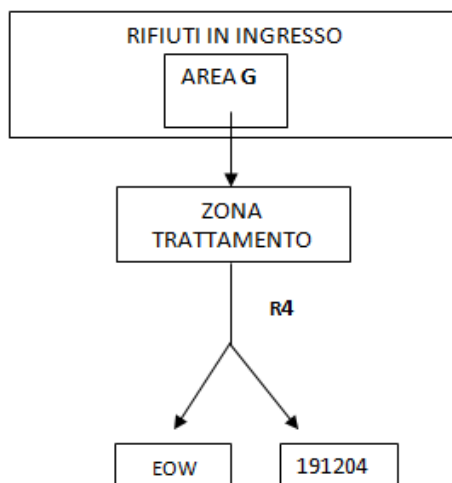 RIFIUTI IN INGRESSO
AREA G
ZONA
TRATTAMENTO
R4
EOW
191204